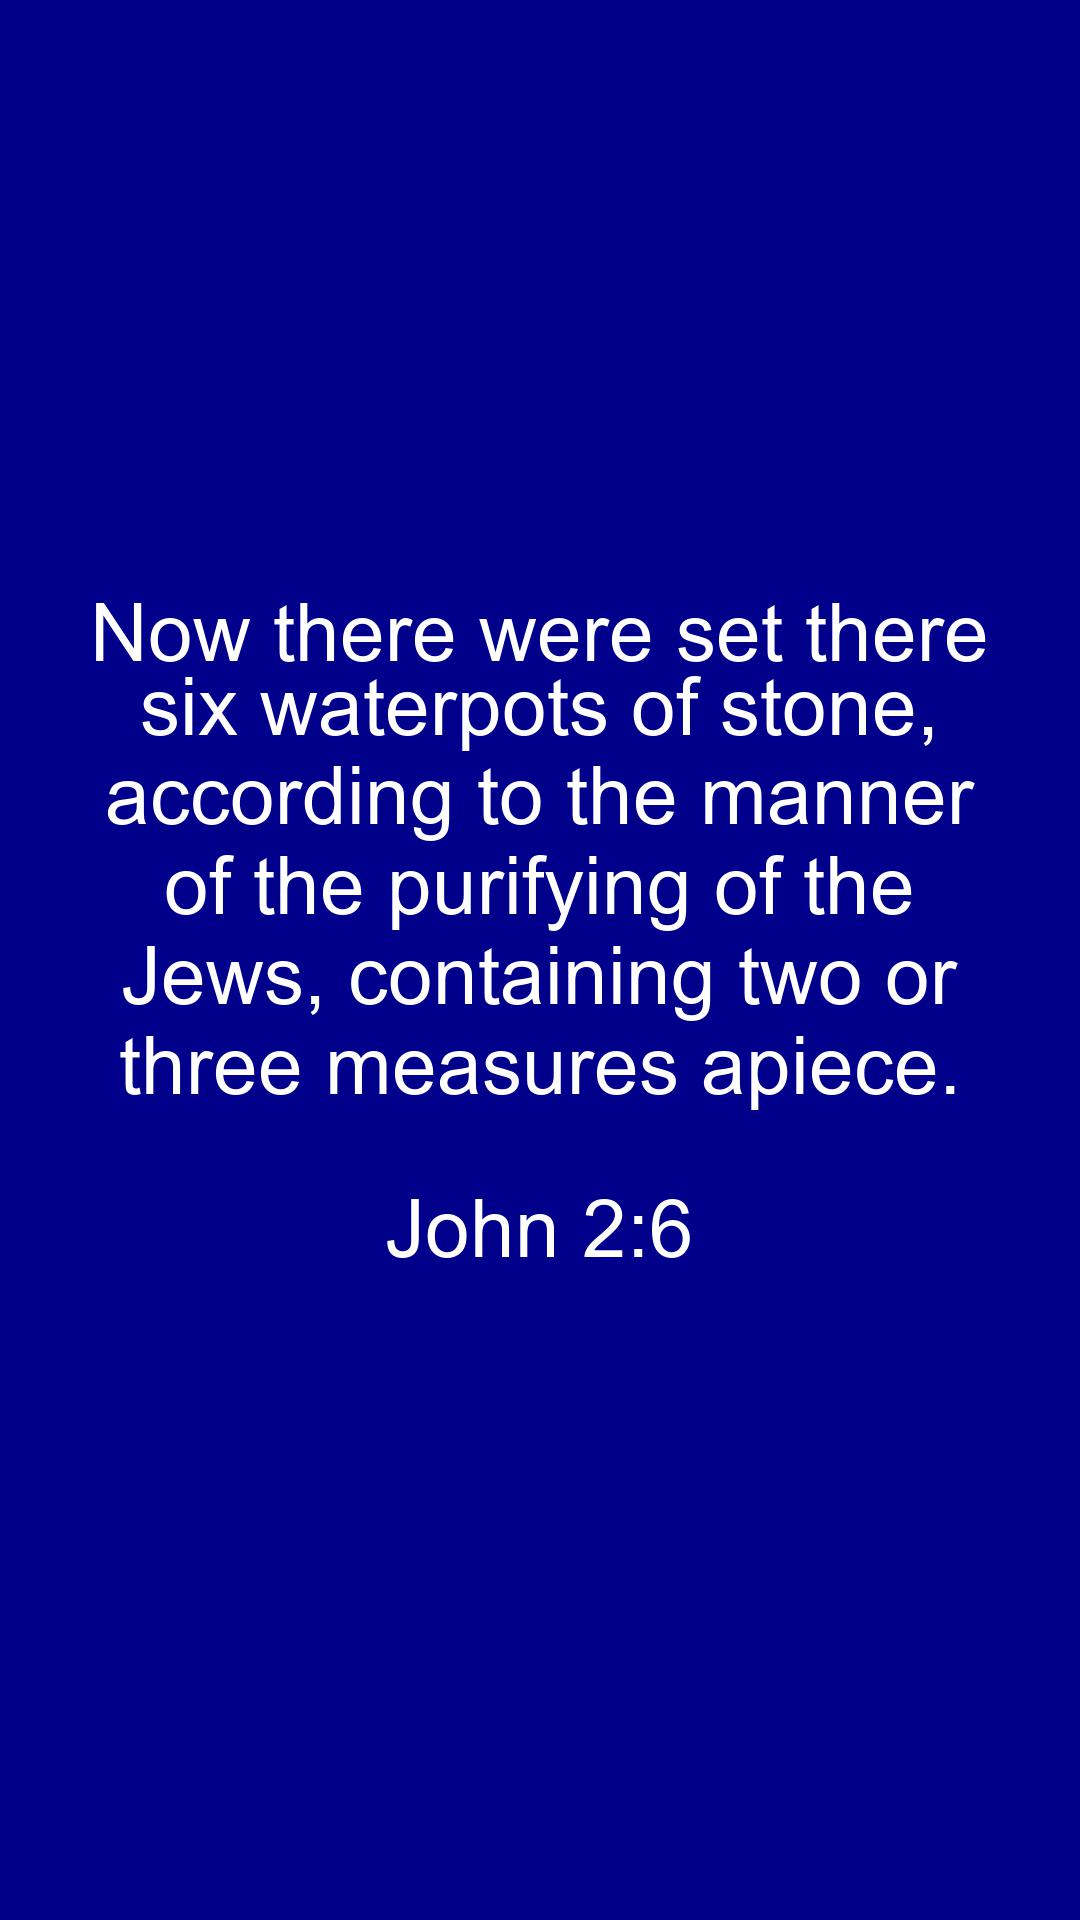 Now there were set there
six waterpots of stone,
according to the manner
of the purifying of the
Jews, containing two or
three measures apiece.
John 2:6